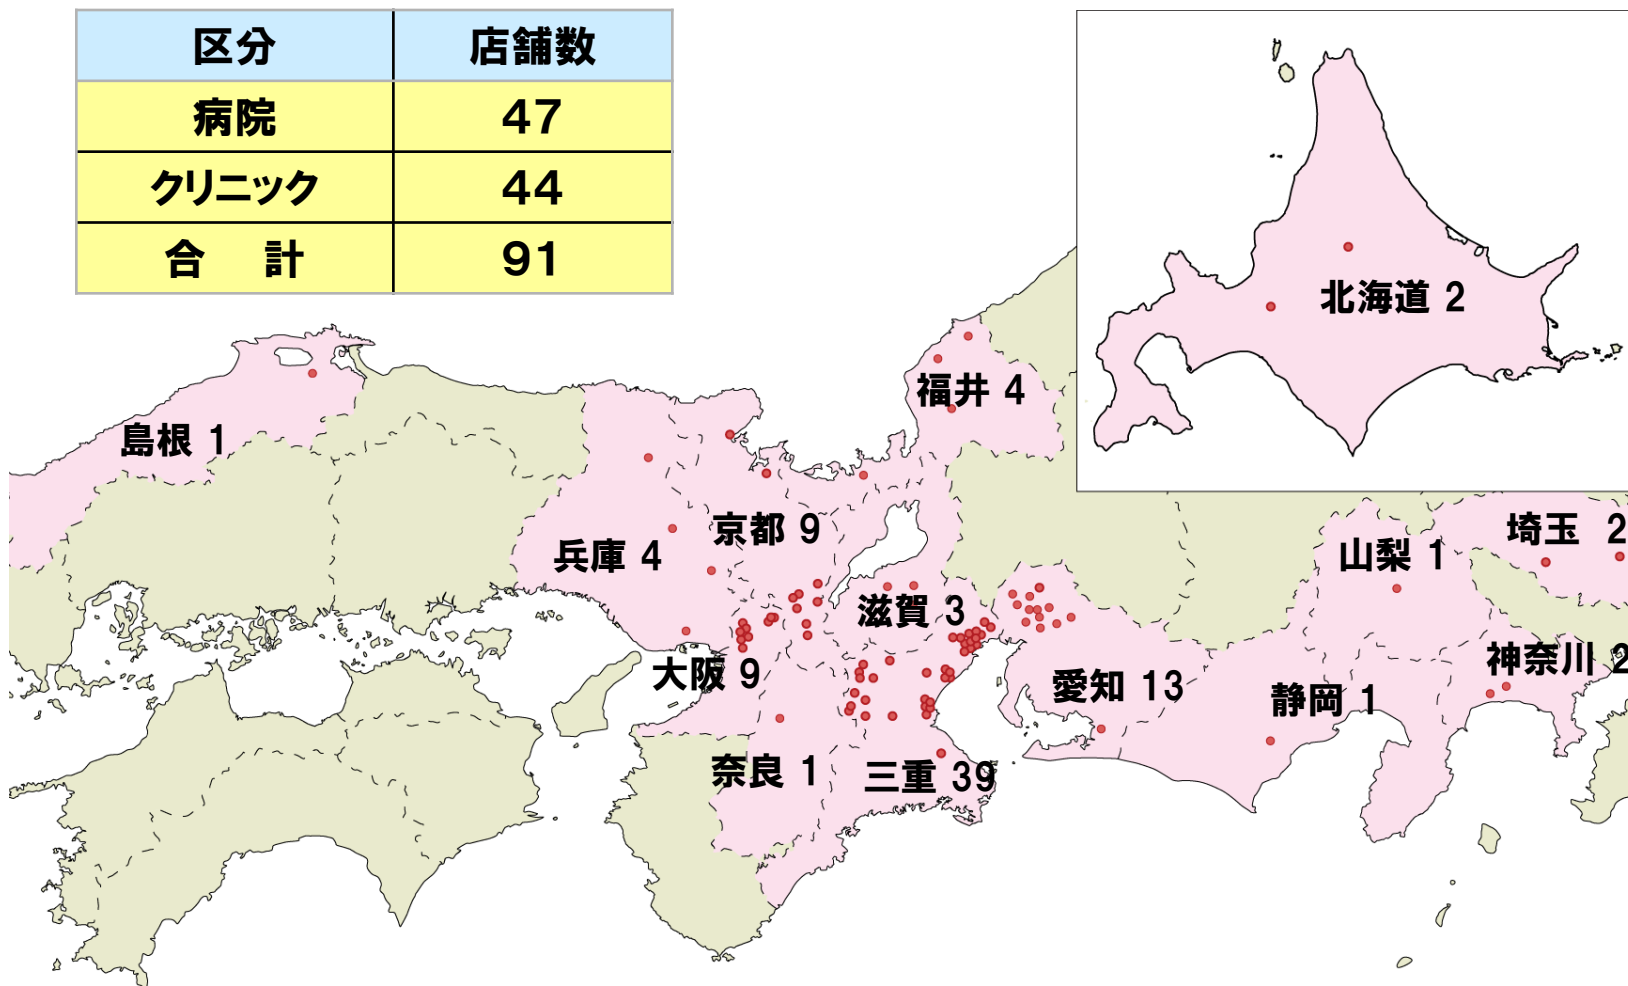 区分 店舗数
病院 47
クリニック 44
合 計 91
北海道 2
福井 4
島根 1
京都 9
兵庫 4
山梨 1
埼玉 2
滋賀 3
大阪 9
愛知 13
静岡 1
神奈川 2
奈良 1
三重 39